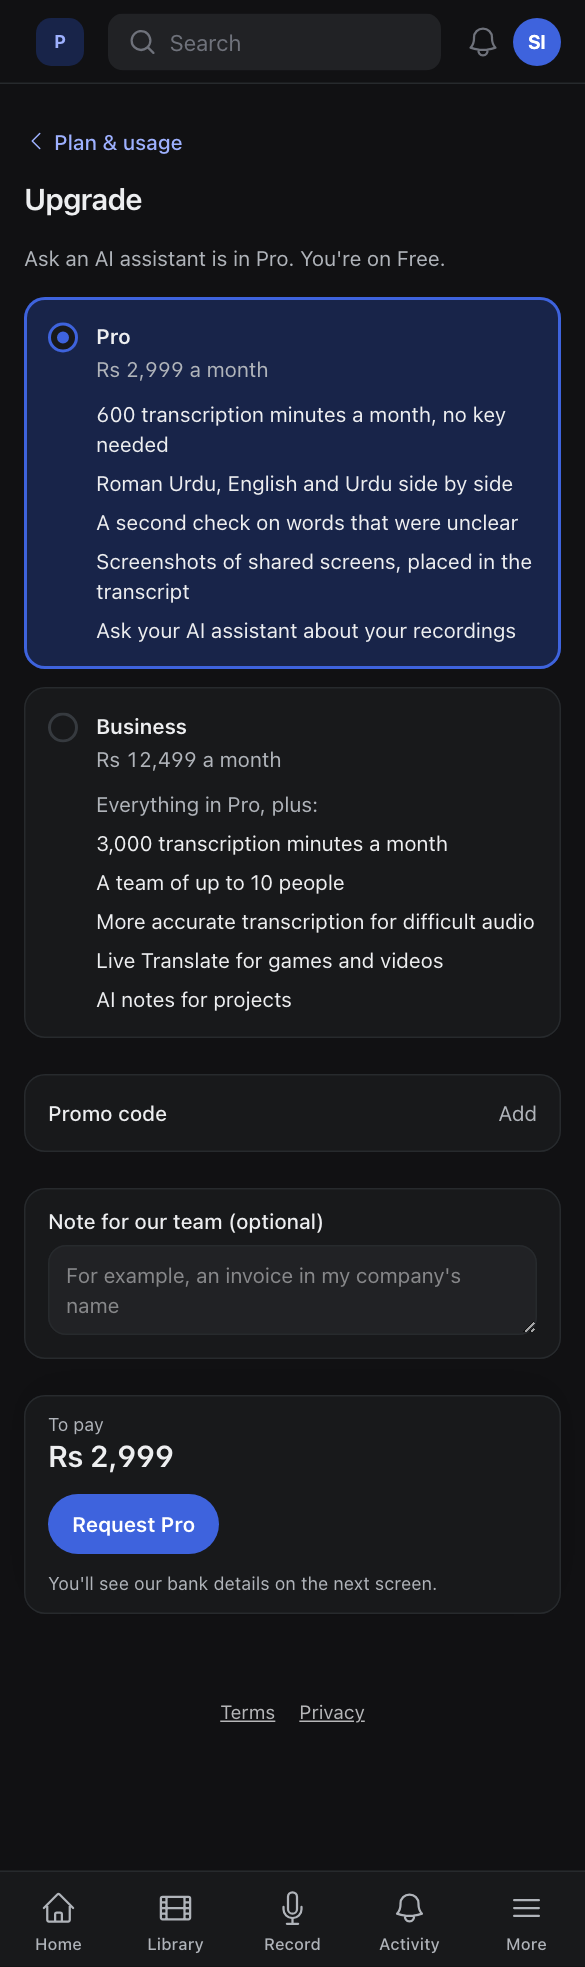 P
Search
SI
Plan & usage
Upgrade
Ask an AI assistant is in Pro. You're on Free.
Pro
Rs 2,999 a month
600 transcription minutes a month, no key
needed
Roman Urdu, English and Urdu side by side
A second check on words that were unclear
Screenshots of shared screens, placed in the
transcript
Ask your AI assistant about your recordings
Business
Rs 12,499 a month
Everything in Pro, plus:
3,000 transcription minutes a month
A team of up to 10 people
More accurate transcription for difficult audio
Live Translate for games and videos
AI notes for projects
Promo code
Add
Note for our team (optional)
For example, an invoice in my company's
name
To pay
Rs 2,999
Request Pro
You'll see our bank details on the next screen.
Terms Privacy
Home Library Record Activity More